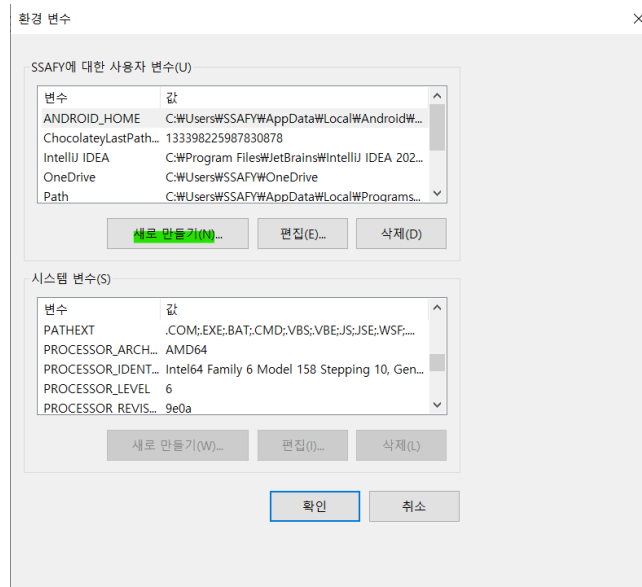 환경 변수
SSAFY에 대한 사용자 변수(U)
변수 값
ANDROID_HOME C:₩Users₩SSAFY₩AppData₩Local₩Android₩...
ChocolateyLastPath... 133398225987830878
IntelliJ IDEA C:₩Program Files₩JetBrains₩IntelliJ IDEA 202...
OneDrive C:₩Users₩SSAFY₩OneDrive
Path C:₩Users₩SSAFY₩AppData₩Local₩Programs...
새로 만들기(N)... 편집(E)... 삭제(D)
시스템 변수(S)
변수 값
PATHEXT .COM;.EXE;.BAT;.CMD;.VBS;.VBE;.JS;.JSE;.WSF;....
PROCESSOR_ARCH... AMD64
PROCESSOR_IDENT... Intel64 Family 6 Model 158 Stepping 10, Gen...
PROCESSOR_LEVEL 6
PROCESSOR REVIS... 9e0a
새로 만들기(W)... 편집(I)... 삭제(L)
확인 취소